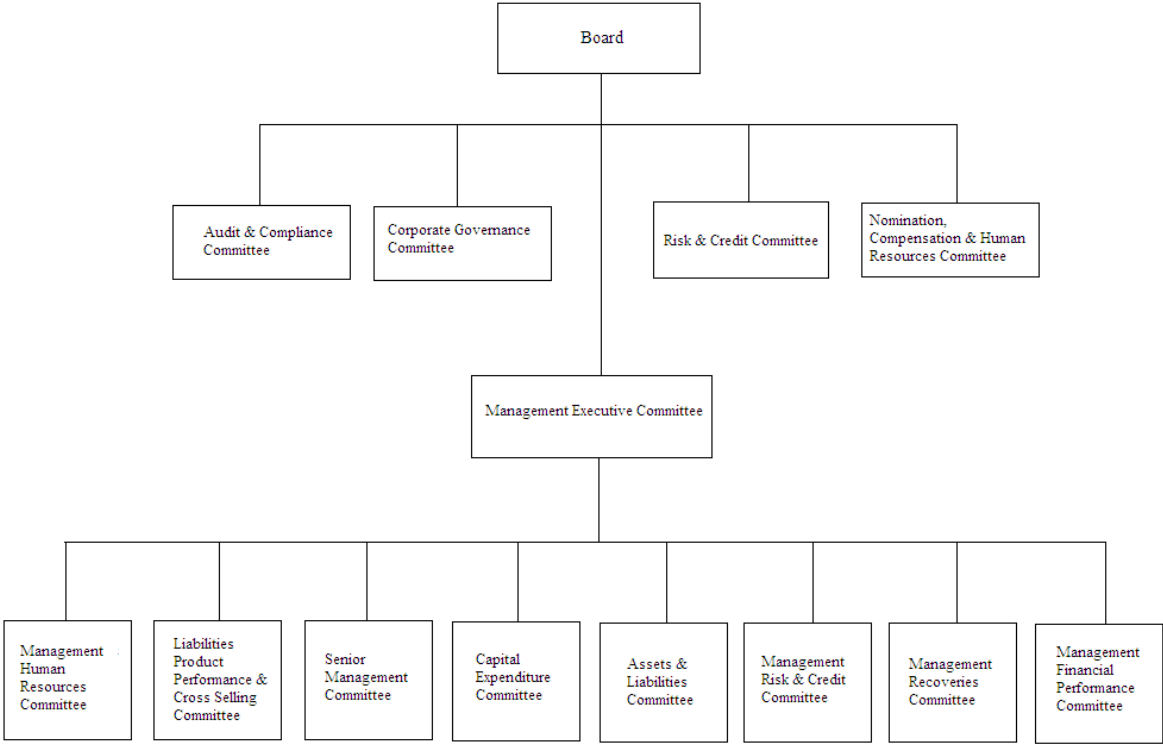 Board
Audit & Compliance
Committee
Corporate Governance
Committee
Risk & Credit Committee
Nomination,
Compensation & Human
Resources Committee
Management Executive Committee
Management
Human
Resources
Committee
Liabilities
Product
Performance &
Cross Selling
Committee
Senior
Management
Committee
Capital
Expenditure
Committee
Assets &
Liabilities
Committee
Management
Risk & Credit
Committee
Management
Recoveries
Committee
Management
Financial
Performance
Committee